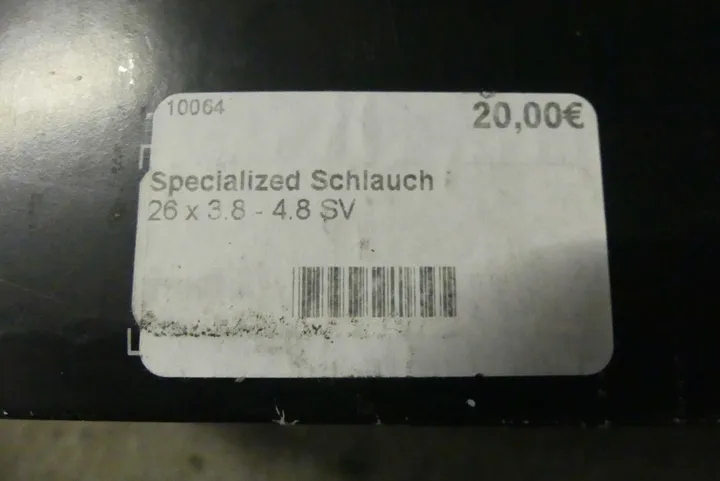 10064
20,00€
Specialized Schlauch
26 x 3.8 - 4.8 SV